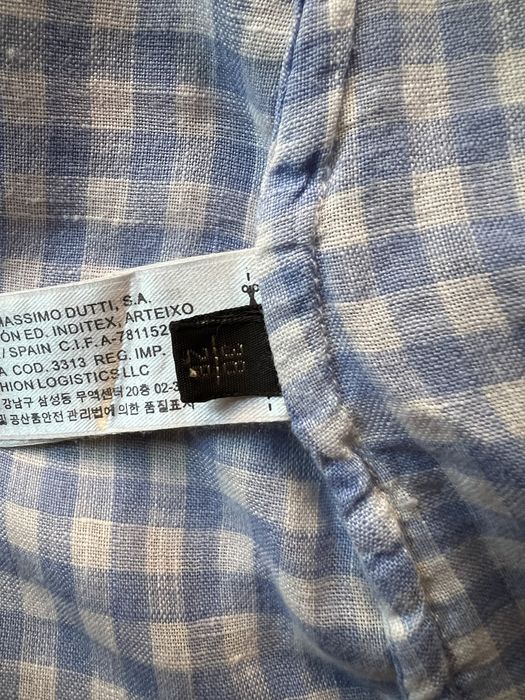 MASSIMO DUTTI, S.A.
ÓN ED. INDITEX, ARTEIXO
/ SPAIN C.I.F. A-781152
A COD. 3313 REG. IMP.
HION LOGISTICS LLC
강남구 삼성동 무역센터 20층 02-3
및 공산품안전 관리법에 의한 품질표시